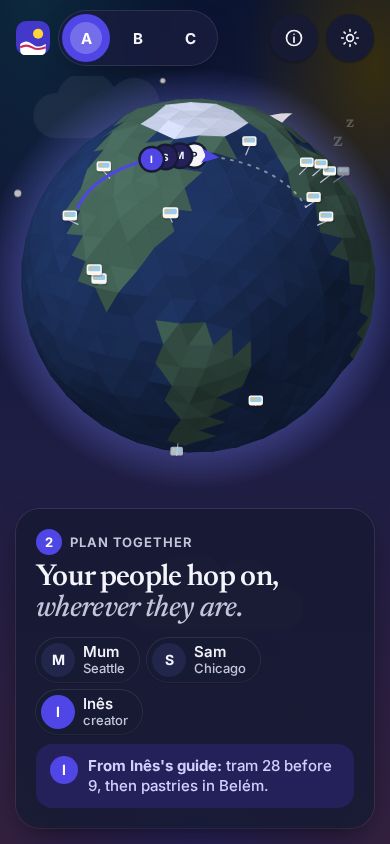 A
B
C
z
z
I
S
M
2 PLAN TOGETHER
Your people hop on,
wherever they are.
M Mum
Seattle
S Sam
Chicago
I Inês
creator
I From Inês's guide: tram 28 before
9, then pastries in Belém.